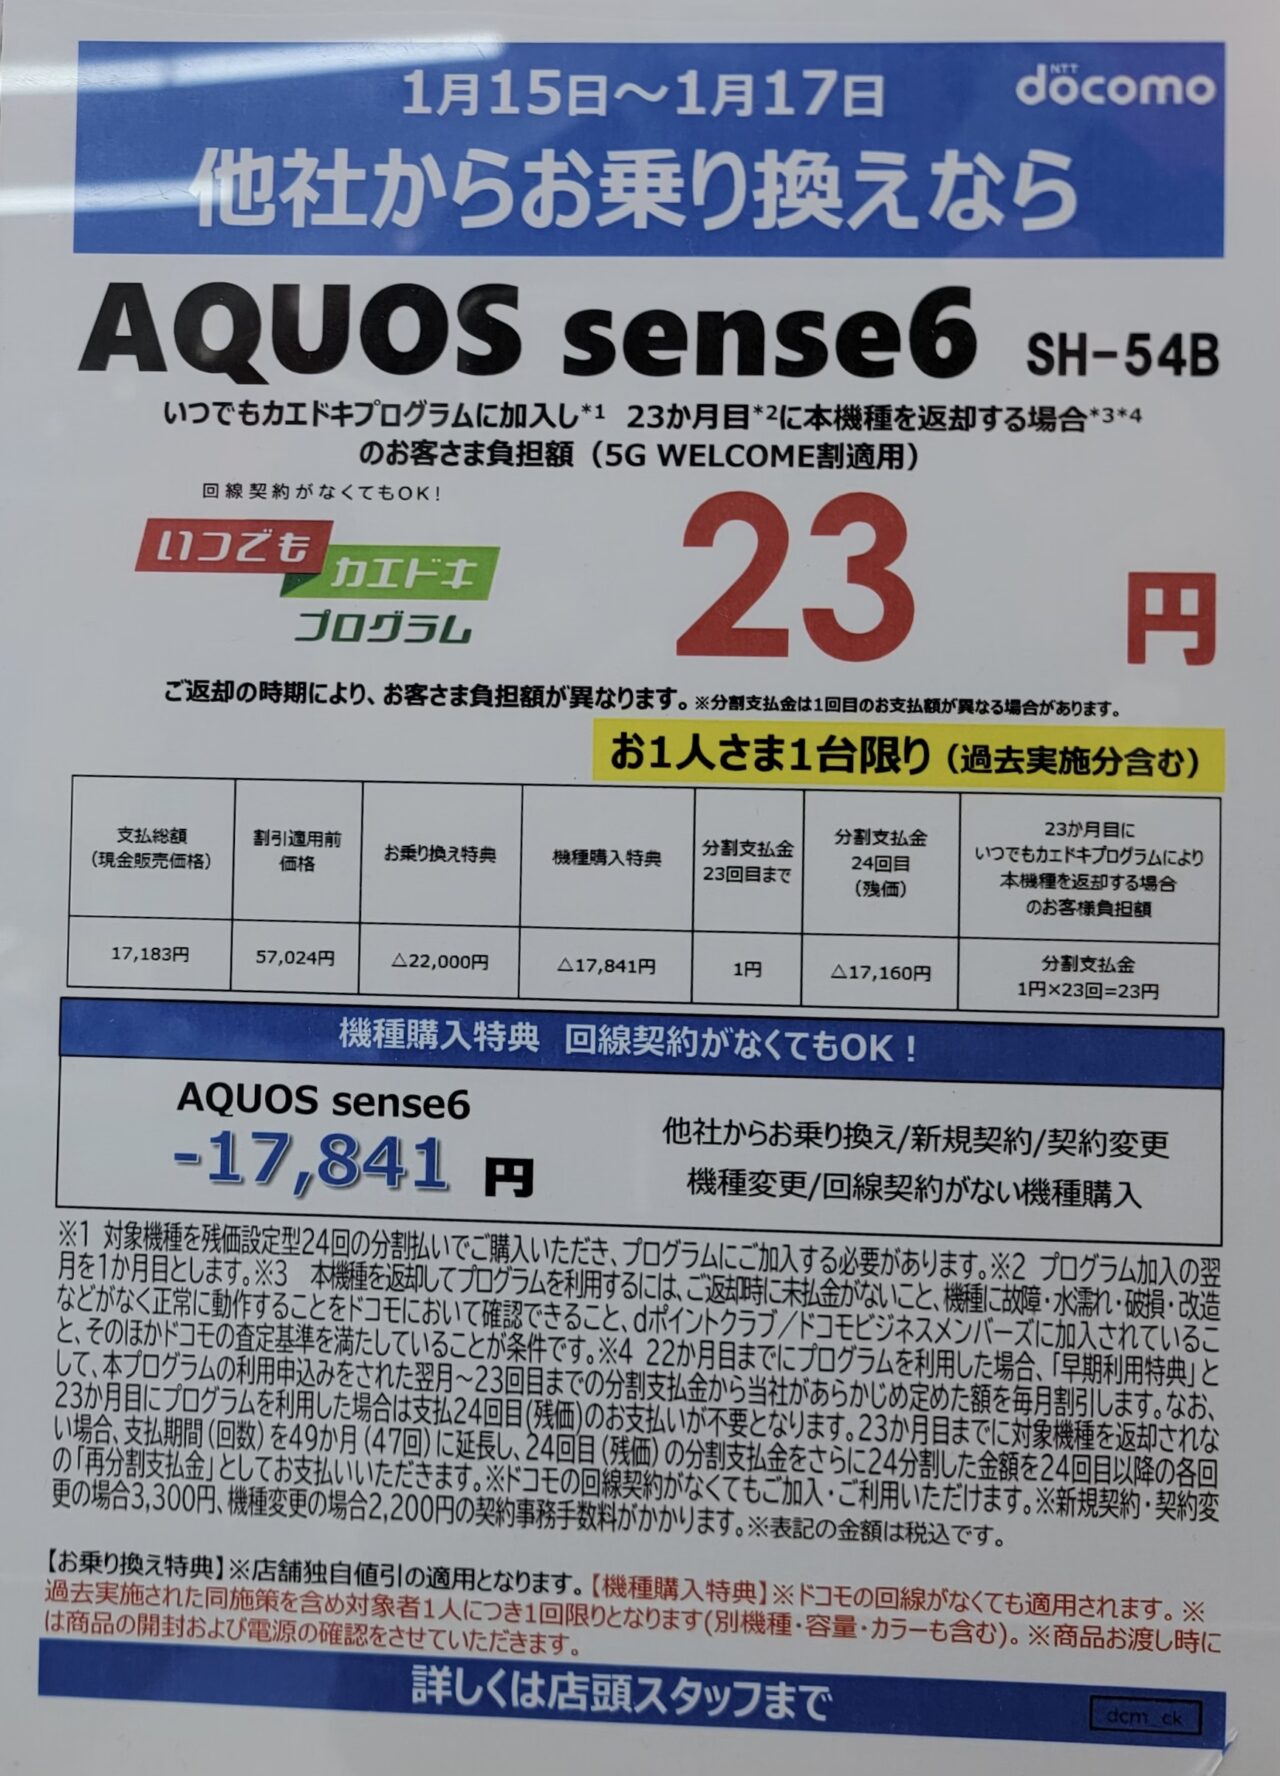 1月15日～1月17日
NTT
döcomo
他社からお乗り換えなら
AQUOS sense6 SH-54B
いつでもカエドキプログラムに加入し*1 23か月目*2に本機種を返却する場合*3*4
のお客さま負担額（5G WELCOME割適用）
回線契約がなくてもOK!
いつでも
カエドキ
プログラム
23円
ご返却の時期により、お客さま負担額が異なります。※分割支払金は1回目のお支払額が異なる場合があります。
お1人さま1台限り（過去実施分含む）
支払総額
（現金販売価格）
割引適用前
価格
お乗り換え特典
機種購入特典
分割支払金
23回目まで
分割支払金
24回目
（残価）
23か月目に
いつでもカエドキプログラムにより
本機種を返却する場合
のお客様負担額
17,183円
57,024円
△22,000円
△17,841円
1円
△17,160円
分割支払金
1円×23回=23円
機種購入特典 回線契約がなくてもOK！
AQUOS sense6
-17,841 円
他社からお乗り換え/新規契約/契約変更
機種変更/回線契約がない機種購入
※1 対象機種を残価設定型24回の分割払いでご購入いただき、プログラムにご加入する必要があります。※2 プログラム加入の翌
月を1か月目とします。※3 本機種を返却してプログラムを利用するには、ご返却時に未払金がないこと、機種に故障・水濡れ・破損・改造
などがなく正常に動作することをドコモにおいて確認できること、dポイントクラブ／ドコモビジネスメンバーズに加入されているこ
と、そのほかドコモの査定基準を満たしていることが条件です。※4 22か月目までにプログラムを利用した場合、「早期利用特典」と
して、本プログラムの利用申込みをされた翌月～23回目までの分割支払金から当社があらかじめ定めた額を毎月割引します。なお、
23か月目にプログラムを利用した場合は支払24回目(残価)のお支払いが不要となります。23か月目までに対象機種を返却されな
い場合、支払期間（回数）を49か月（47回）に延長し、24回目（残価）の分割支払金をさらに24分割した金額を24回目以降の各回
の「再分割支払金」としてお支払いいただきます。※ドコモの回線契約がなくてもご加入・ご利用いただけます。※新規契約・契約変
更の場合3,300円、機種変更の場合2,200円の契約事務手数料がかかります。※表記の金額は税込です。
【お乗り換え特典】※店舗独自値引の適用となります。【機種購入特典】※ドコモの回線がなくても適用されます。※
過去実施された同施策を含め対象者1人につき1回限りとなります(別機種・容量・カラーも含む)。※商品お渡し時に
は商品の開封および電源の確認をさせていただきます。
詳しくは店頭スタッフまで
dcm_ck